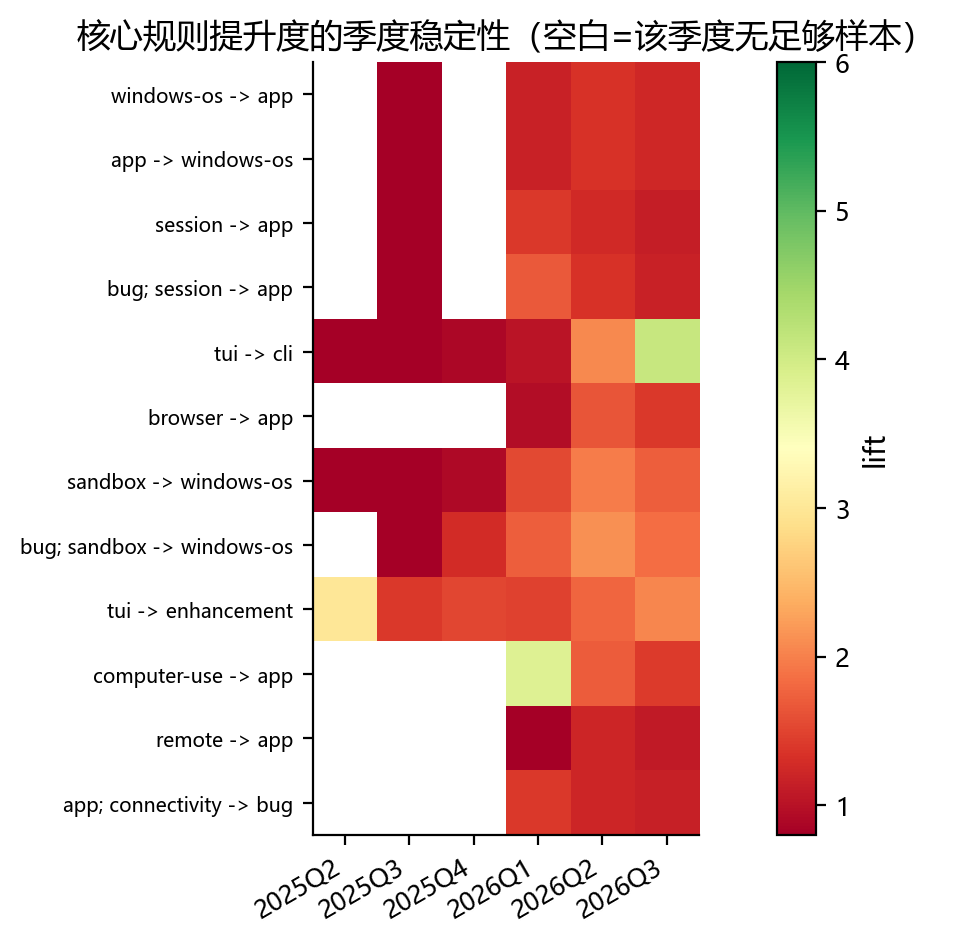 核心规则提升度的季度稳定性（空白=该季度无足够样本）
windows-os -> app
app -> windows-os
session -> app
bug; session -> app
tui -> cli
browser -> app
sandbox -> windows-os
bug; sandbox -> windows-os
tui -> enhancement
computer-use -> app
remote -> app
app; connectivity -> bug
2025Q2
2025Q3
2025Q4
2026Q1
2026Q2
2026Q3
6
5
4
3
2
1
lift